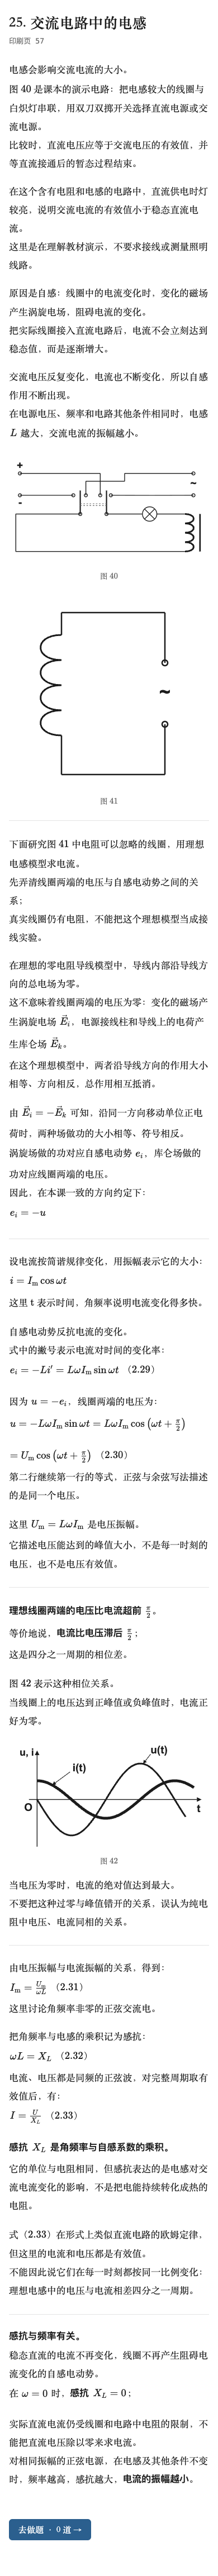 25. 交流电路中的电感
印刷页 57
电感会影响交流电流的大小。
图 40 是课本的演示电路：把电感较大的线圈与
白炽灯串联，用双刀双掷开关选择直流电源或交
流电源。
比较时，直流电压应等于交流电压的有效值，并
等直流接通后的暂态过程结束。
在这个含有电阻和电感的电路中，直流供电时灯
较亮，说明交流电流的有效值小于稳态直流电
流。
这里是在理解教材演示，不要求接线或测量照明
线路。
原因是自感：线圈中的电流变化时，变化的磁场
产生涡旋电场，阻碍电流的变化。
把实际线圈接入直流电路后，电流不会立刻达到
稳态值，而是逐渐增大。
交流电压反复变化，电流也不断变化，所以自感
作用不断出现。
在电源电压、频率和电路其他条件相同时，电感
L 越大，交流电流的振幅越小。
+
-
~
图 40
~
图 41
下面研究图 41 中电阻可以忽略的线圈，用理想
电感模型求电流。
先弄清线圈两端的电压与自感电动势之间的关
系；
真实线圈仍有电阻，不能把这个理想模型当成接
线实验。
在理想的零电阻导线模型中，导线内部沿导线方
向的总电场为零。
这不意味着线圈两端的电压为零：变化的磁场产
生涡旋电场 $\vec{E}_i$，电源接线柱和导线上的电荷产
生库仑场 $\vec{E}_k$。
在这个理想模型中，两者沿导线方向的作用大小
相等、方向相反，总作用相互抵消。
由 $\vec{E}_i = -\vec{E}_k$ 可知，沿同一方向移动单位正电
荷时，两种场做功的大小相等、符号相反。
涡旋场做的功对应自感电动势 $e_i$，库仑场做的
功对应线圈两端的电压。
因此，在本课一致的方向约定下：
$e_i = -u$
设电流按简谐规律变化，用振幅表示它的大小：
$i = I_m \cos \omega t$
这里 t 表示时间，角频率说明电流变化得多快。
自感电动势反抗电流的变化。
式中的撇号表示电流对时间的变化率：
$e_i = -Li' = L\omega I_m \sin \omega t$（2.29）
因为 $u = -e_i$，线圈两端的电压为：
$u = -L\omega I_m \sin \omega t = L\omega I_m \cos\left(\omega t + \frac{\pi}{2}\right)$
$= U_m \cos\left(\omega t + \frac{\pi}{2}\right)$（2.30）
第二行继续第一行的等式，正弦与余弦写法描述
的是同一个电压。
这里 $U_m = L\omega I_m$ 是电压振幅。
它描述电压能达到的峰值大小，不是每一时刻的
电压，也不是电压有效值。
理想线圈两端的电压比电流超前 $\frac{\pi}{2}$。
等价地说，电流比电压滞后 $\frac{\pi}{2}$；
这是四分之一周期的相位差。
图 42 表示这种相位关系。
当线圈上的电压达到正峰值或负峰值时，电流正
好为零。
u, i
i(t)
u(t)
O
t
图 42
当电压为零时，电流的绝对值达到最大。
不要把这种过零与峰值错开的关系，误认为纯电
阻中电压、电流同相的关系。
由电压振幅与电流振幅的关系，得到：
$I_m = \frac{U_m}{\omega L}$（2.31）
这里讨论角频率非零的正弦交流电。
把角频率与电感的乘积记为感抗：
$\omega L = X_L$（2.32）
电流、电压都是同频的正弦波，对完整周期取有
效值后，有：
$I = \frac{U}{X_L}$（2.33）
感抗 $X_L$ 是角频率与自感系数的乘积。
它的单位与电阻相同，但感抗表达的是电感对交
流电流变化的影响，不是把电能持续转化成热的
电阻。
式（2.33）在形式上类似直流电路的欧姆定律，
但这里的电流和电压都是有效值。
不能因此说它们在每一时刻都按同一比例变化：
理想电感中的电压与电流相差四分之一周期。
感抗与频率有关。
稳态直流的电流不再变化，线圈不再产生阻碍电
流变化的自感电动势。
在 $\omega = 0$ 时，感抗 $X_L = 0$；
实际直流电流仍受线圈和电路中电阻的限制，不
能把直流电压除以零来求电流。
对相同振幅的正弦电源，在电感及其他条件不变
时，频率越高，感抗越大，电流的振幅越小。
去做题 · 0 道 →